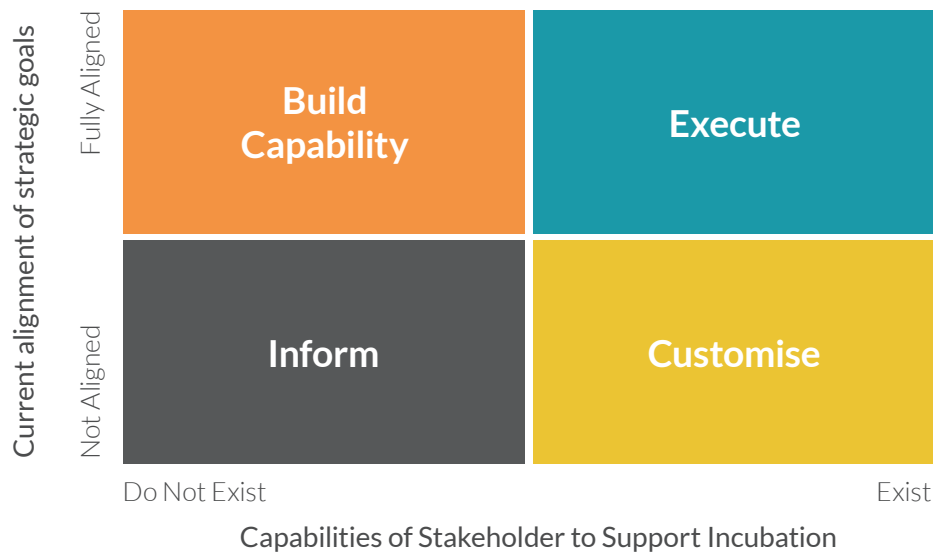 Current alignment of strategic goals
Fully Aligned
Not Aligned
Build
Capability
Execute
Inform
Customise
Do Not Exist
Exist
Capabilities of Stakeholder to Support Incubation